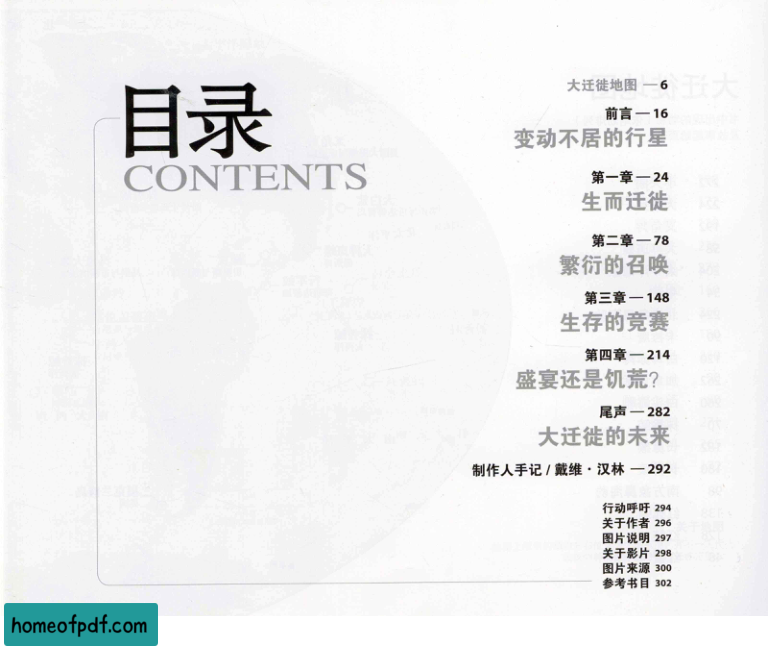 目录
CONTENTS
大迁徙地图 — 6
前言 — 16
变动不居的行星
第一章 — 24
生而迁徙
第二章 — 78
繁衍的召唤
第三章 — 148
生存的竞赛
第四章 — 214
盛宴还是饥荒?
尾声 — 282
大迁徙的未来
制作人手记 / 戴维·汉林 — 292
行动呼吁 294
关于作者 296
图片说明 297
关于影片 298
图片来源 300
参考书目 302
homeofpdf.com